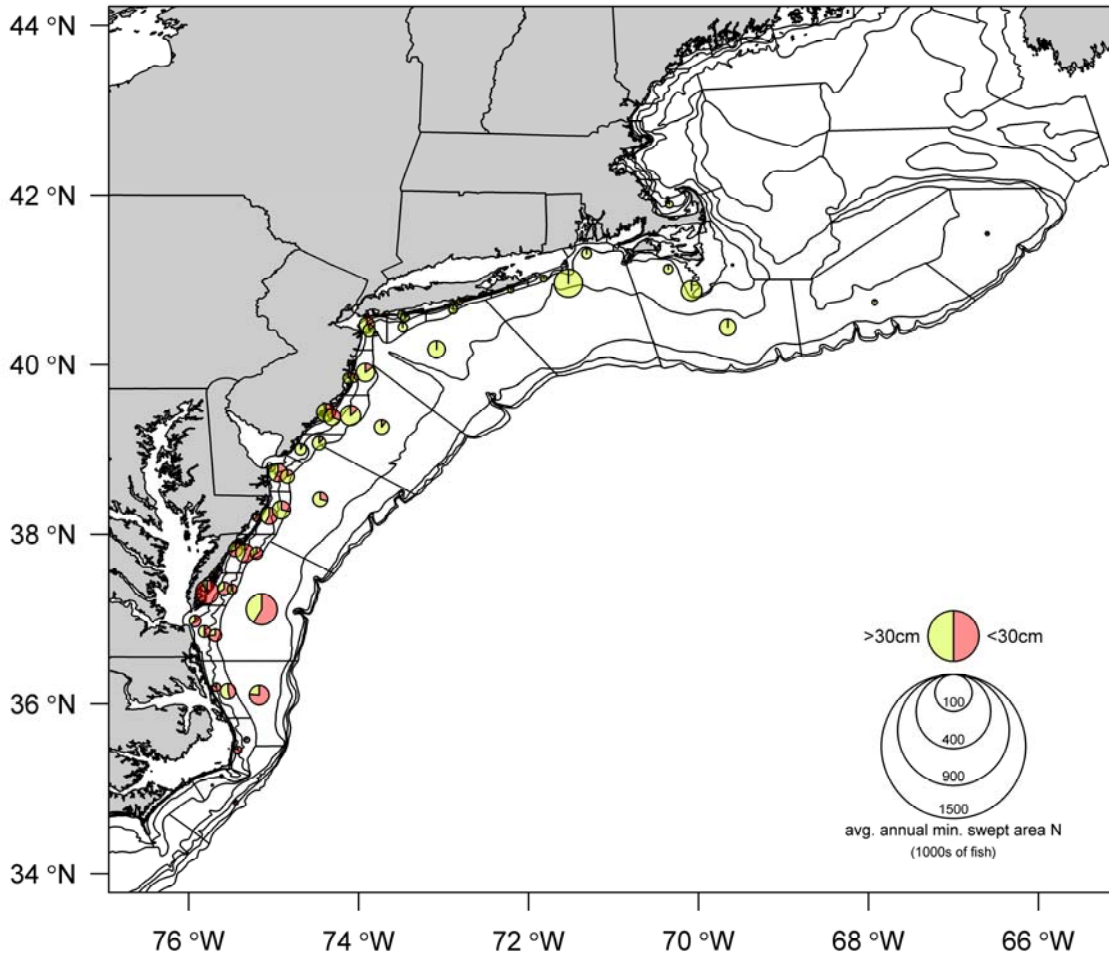 44 °N
42 °N
40 °N
38 °N
36 °N
34 °N
>30cm <30cm
100
400
900
1500
avg. annual min. swept area N
(1000s of fish)
76 °W 74 °W 72 °W 70 °W 68 °W 66 °W